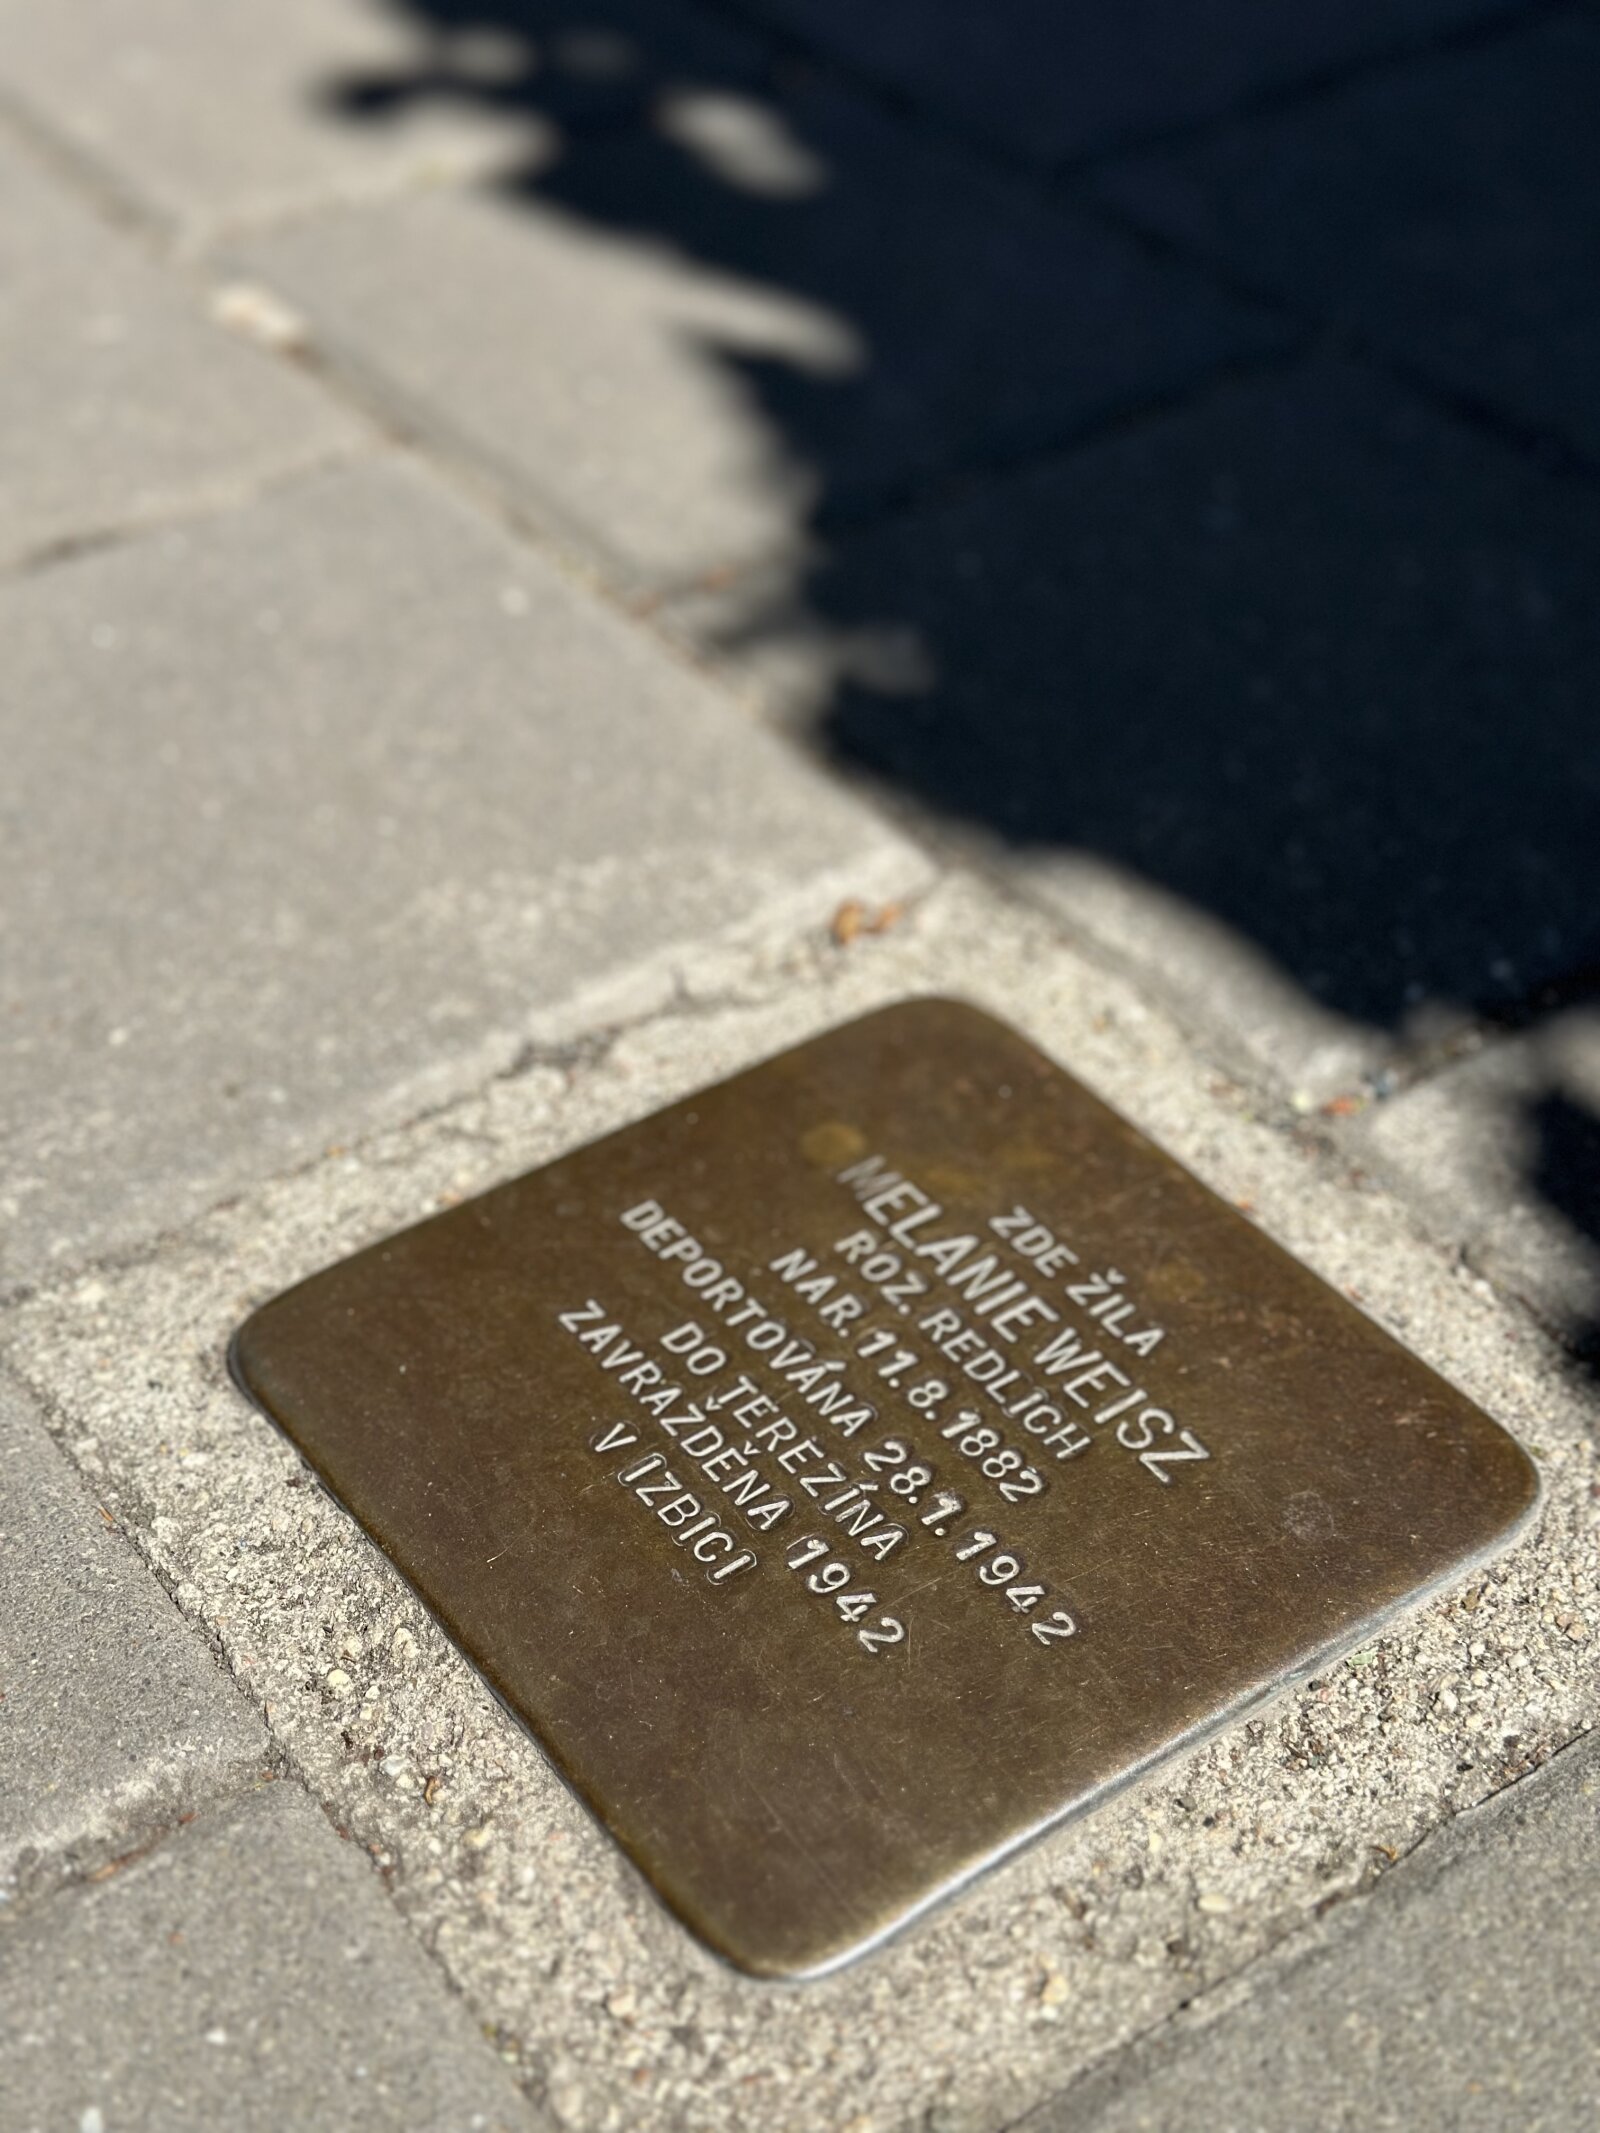 ZDE ŽILA
MELANIE WEISZ
ROZ. REDLICH
NAR. 11.8.1882
DEPORTOVÁNA 28.1.1942
DO TEREZÍNA
ZAVRAŽDĚNA 1942
V IZBICI